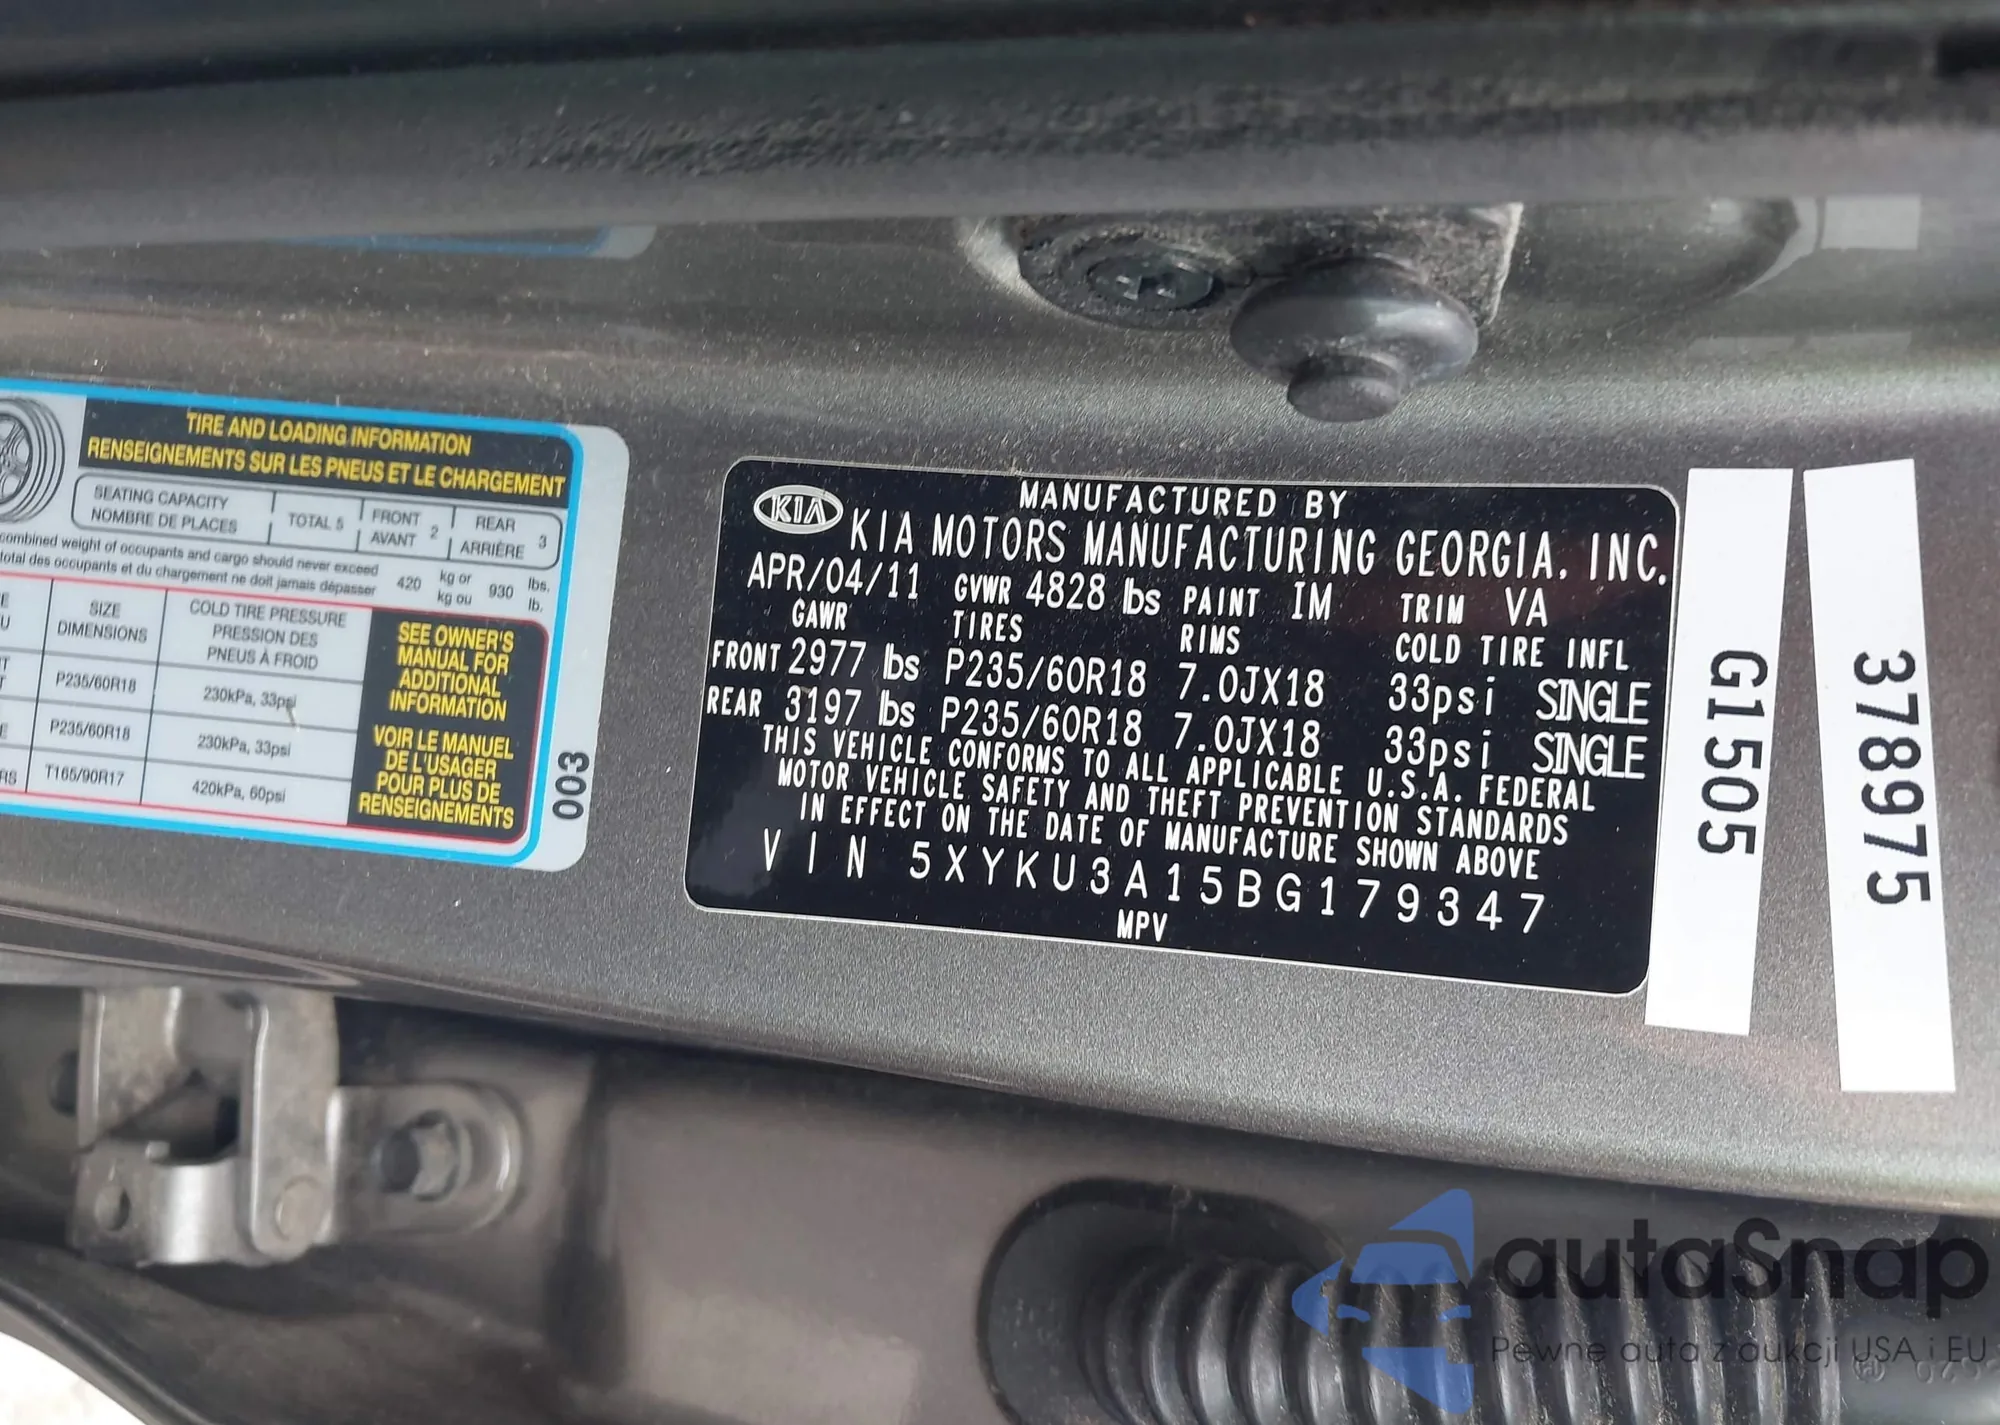 TIRE AND LOADING INFORMATION
RENSEIGNEMENTS SUR LES PNEUS ET LE CHARGEMENT
SEATING CAPACITY
NOMBRE DE PLACES
TOTAL 5
FRONT
AVANT 2
REAR
ARRIÈRE 3
combined weight of occupants and cargo should never exceed
total des occupants et du chargement ne doit jamais dépasser
420 kg or
kg ou
930 lbs.
lb.
SIZE
DIMENSIONS
COLD TIRE PRESSURE
PRESSION DES
PNEUS À FROID
P235/60R18 230kPa, 33psi
P235/60R18 230kPa, 33psi
T165/90R17 420kPa, 60psi
SEE OWNER'S
MANUAL FOR
ADDITIONAL
INFORMATION
VOIR LE MANUEL
DE L'USAGER
POUR PLUS DE
RENSEIGNEMENTS
003
KIA
MANUFACTURED BY
KIA MOTORS MANUFACTURING GEORGIA, INC.
APR/04/11 GVWR 4828 lbs PAINT IM TRIM VA
GAWR TIRES RIMS COLD TIRE INFL
FRONT 2977 lbs P235/60R18 7.0JX18 33psi SINGLE
REAR 3197 lbs P235/60R18 7.0JX18 33psi SINGLE
THIS VEHICLE CONFORMS TO ALL APPLICABLE U.S.A. FEDERAL
MOTOR VEHICLE SAFETY AND THEFT PREVENTION STANDARDS
IN EFFECT ON THE DATE OF MANUFACTURE SHOWN ABOVE
VIN 5XYKU3A15BG179347
MPV
G1505
378975
autaSnap
Pewne auta z aukcji USA i EU